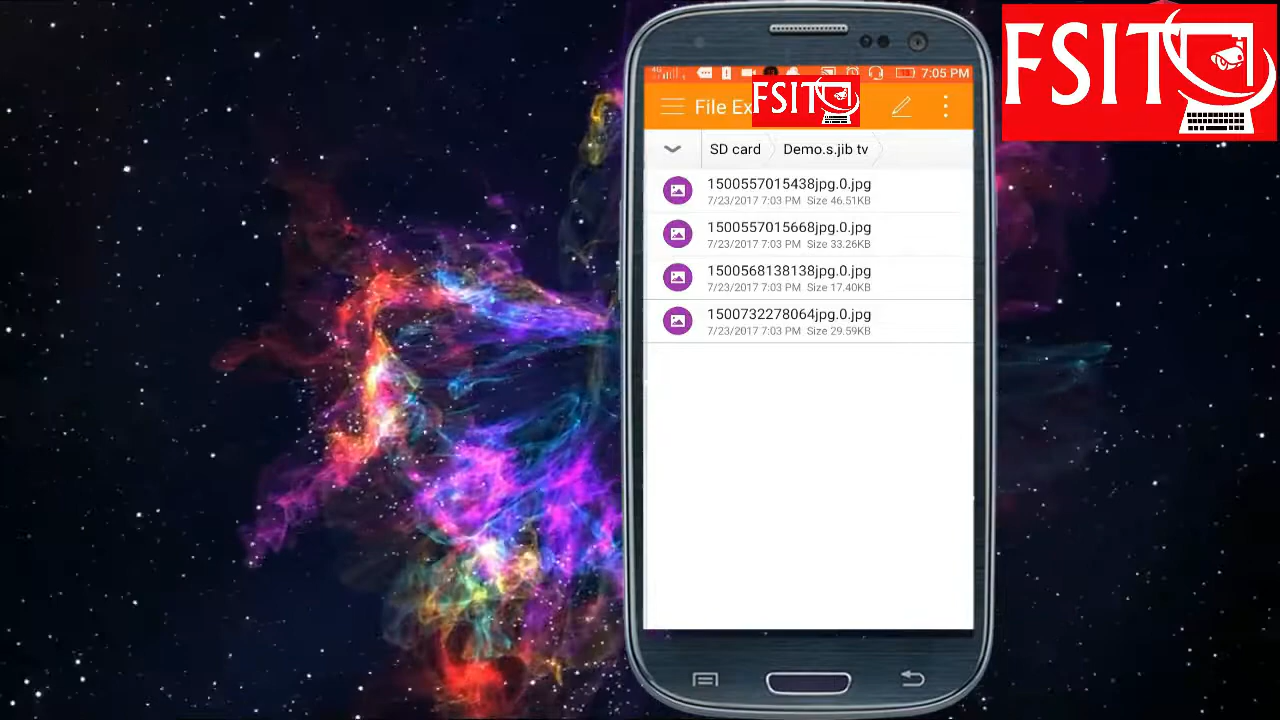 FSIT
7:05 PM
File Ex
FSIT
SD card
Demo.s.jib tv
1500557015438jpg.0.jpg
7/23/2017 7:03 PM Size 46.51KB
1500557015668jpg.0.jpg
7/23/2017 7:03 PM Size 33.26KB
1500568138138jpg.0.jpg
7/23/2017 7:03 PM Size 17.40KB
1500732278064jpg.0.jpg
7/23/2017 7:03 PM Size 29.59KB